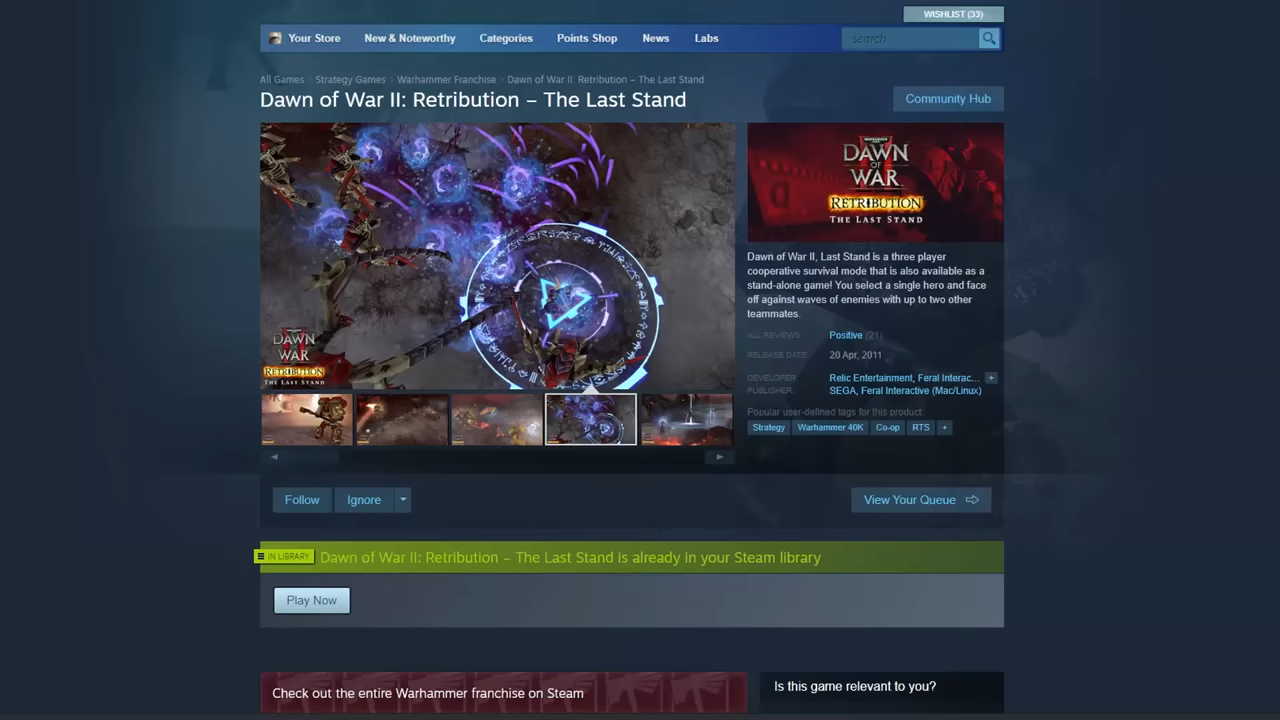 WISHLIST (33)
Your Store New & Noteworthy Categories Points Shop News Labs search
All Games > Strategy Games > Warhammer Franchise > Dawn of War II: Retribution – The Last Stand
Dawn of War II: Retribution – The Last Stand
Community Hub
DAWN OF WAR II
RETRIBUTION
THE LAST STAND
WARHAMMER
DAWN OF WAR II
RETRIBUTION
THE LAST STAND
Dawn of War II, Last Stand is a three player
cooperative survival mode that is also available as a
stand-alone game! You select a single hero and face
off against waves of enemies with up to two other
teammates.
ALL REVIEWS: Positive (21)
RELEASE DATE: 20 Apr, 2011
DEVELOPER: Relic Entertainment, Feral Interac... +
PUBLISHER: SEGA, Feral Interactive (Mac/Linux)
Popular user-defined tags for this product:
Strategy Warhammer 40K Co-op RTS +
Follow Ignore View Your Queue
IN LIBRARY Dawn of War II: Retribution – The Last Stand is already in your Steam library
Play Now
Check out the entire Warhammer franchise on Steam
Is this game relevant to you?